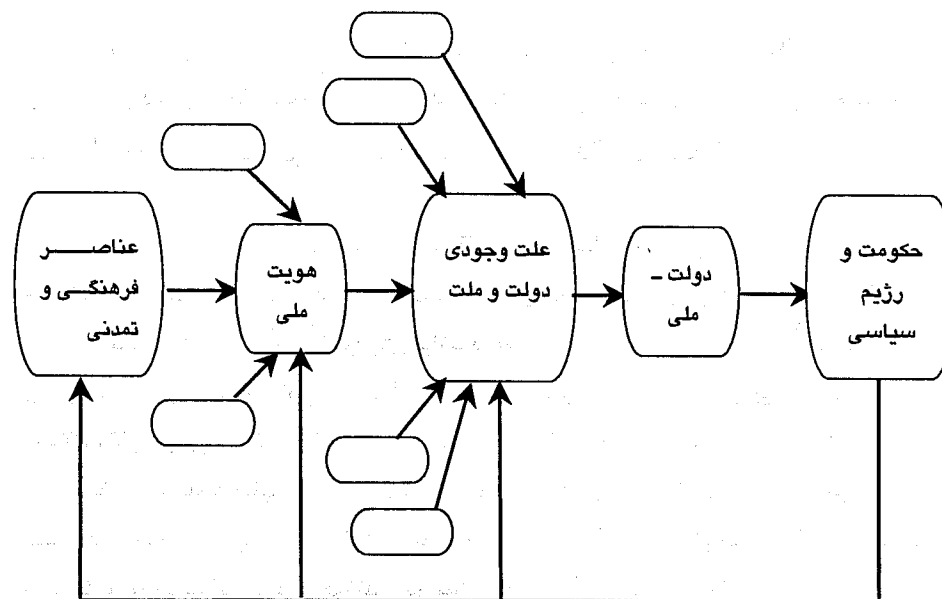 عناصر
فرهنگی و
تمدنی
هویت
ملی
علت وجودی
دولت و ملت
دولت -
ملی
حکومت و
رژیم
سیاسی